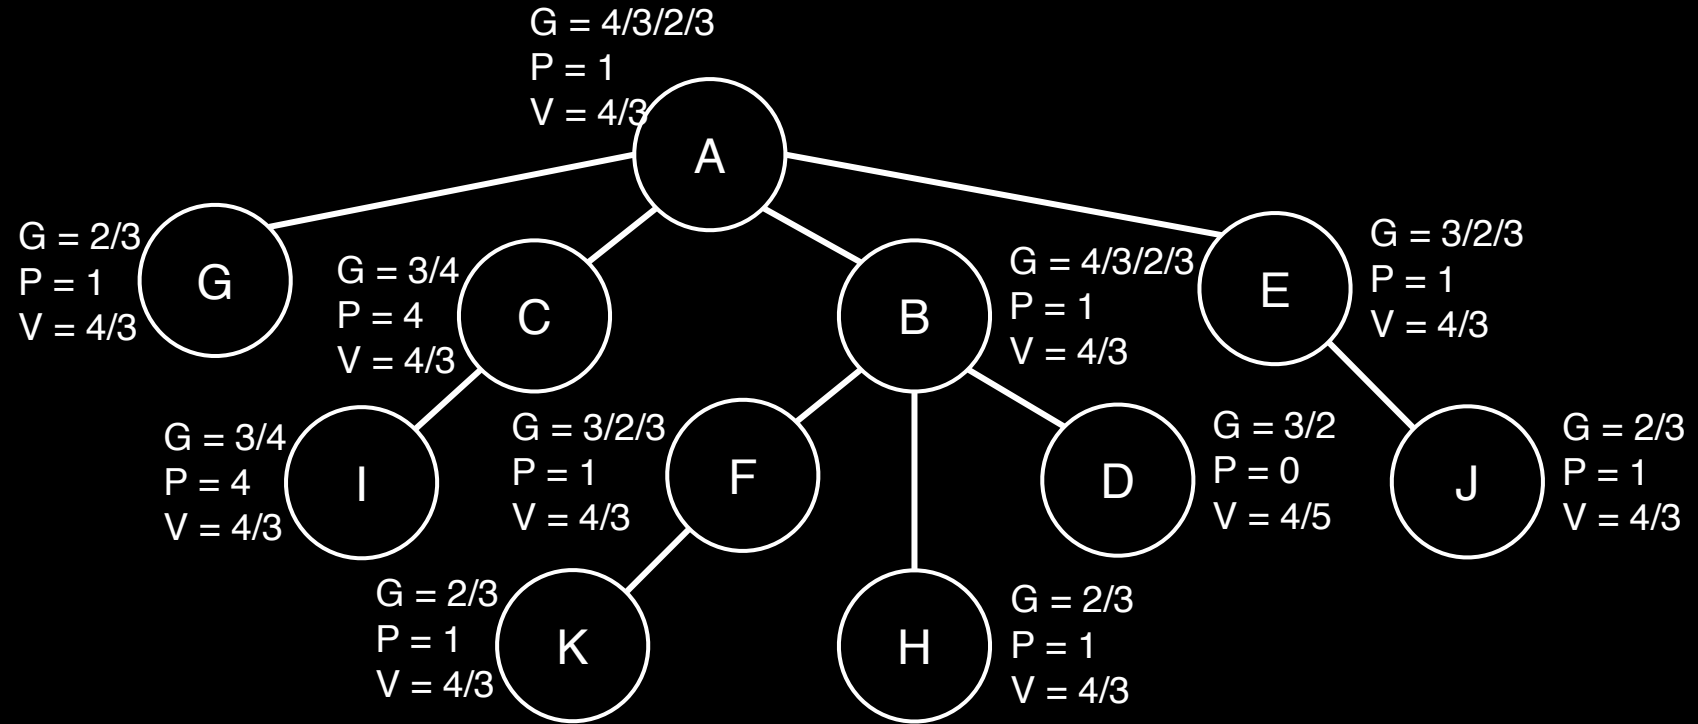 G = 4/3/2/3
P = 1
V = 4/3
A
G = 2/3
P = 1
V = 4/3
G
G = 3/4
P = 4
V = 4/3
C
B
G = 4/3/2/3
P = 1
V = 4/3
E
G = 3/2/3
P = 1
V = 4/3
G = 3/4
P = 4
V = 4/3
I
G = 3/2/3
P = 1
V = 4/3
F
D
G = 3/2
P = 0
V = 4/5
J
G = 2/3
P = 1
V = 4/3
G = 2/3
P = 1
V = 4/3
K
H
G = 2/3
P = 1
V = 4/3